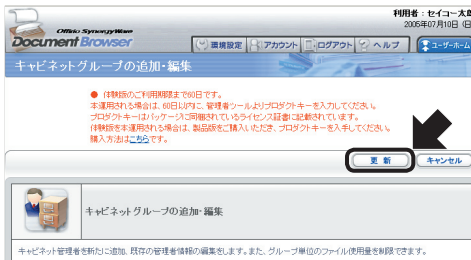 利用者：セイコー太郎
2005年07月10日（日
Offirio SynergyWare
Document Browser
環境設定 アカウント ログアウト ヘルプ ユーザーホーム
キャビネットグループの追加・編集
● 体験版のご利用期限まで60日です。
本運用される場合は、60日以内に、管理者ツールよりプロダクトキーを入力してください。
プロダクトキーはパッケージに同梱されているライセンス証書に記載されています。
体験版を本運用される場合は、製品版をご購入いただき、プロダクトキーを入手してください。
購入方法はこちらです。
更 新 キャンセル
キャビネットグループの追加・編集
キャビネット管理者を新たに追加、既存の管理者情報の編集をします。また、グループ単位のファイル使用量を制限できます。